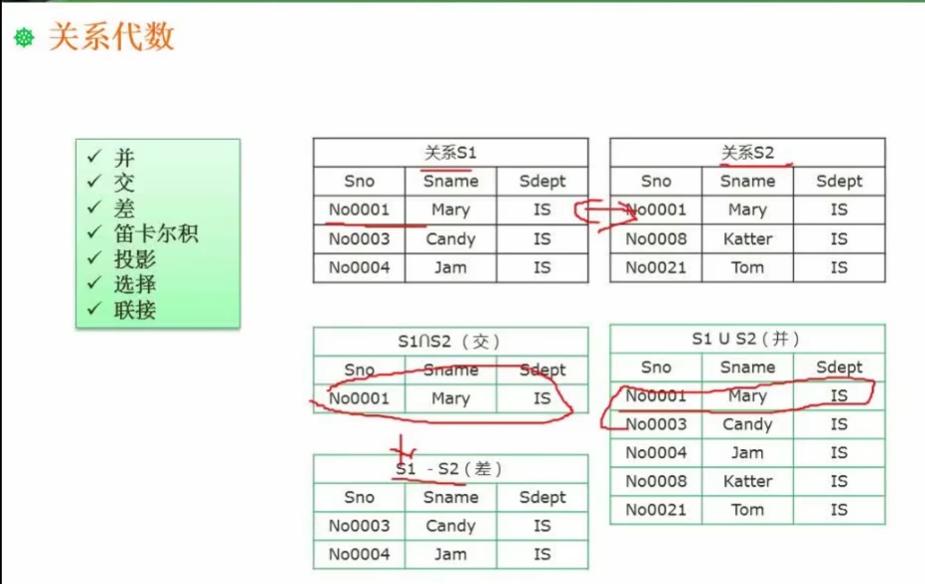 关系代数
✓ 并
✓ 交
✓ 差
✓ 笛卡尔积
✓ 投影
✓ 选择
✓ 联接
关系S1
Sno Sname Sdept
No0001 Mary IS
No0003 Candy IS
No0004 Jam IS
关系S2
Sno Sname Sdept
No0001 Mary IS
No0008 Katter IS
No0021 Tom IS
S1∩S2 （交）
Sno Sname Sdept
No0001 Mary IS
S1 U S2（并）
Sno Sname Sdept
No0001 Mary IS
No0003 Candy IS
No0004 Jam IS
No0008 Katter IS
No0021 Tom IS
S1 - S2（差）
Sno Sname Sdept
No0003 Candy IS
No0004 Jam IS